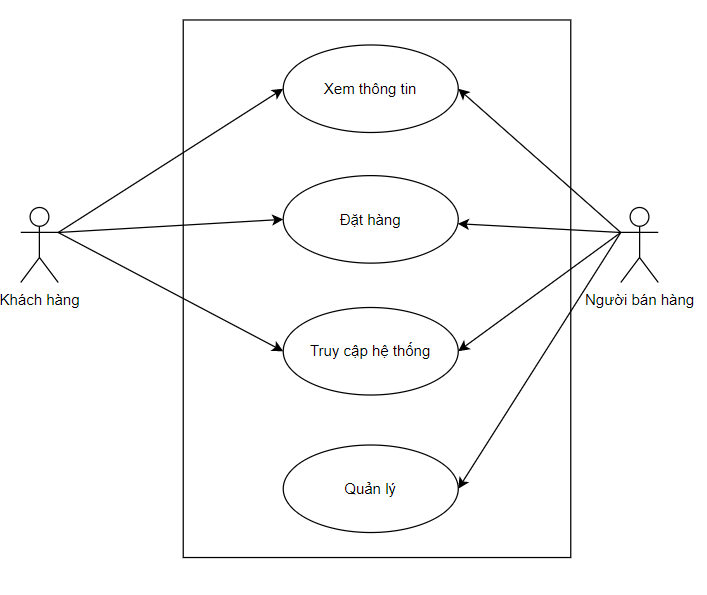 Xem thông tin
Đặt hàng
Khách hàng
Người bán hàng
Truy cập hệ thống
Quản lý